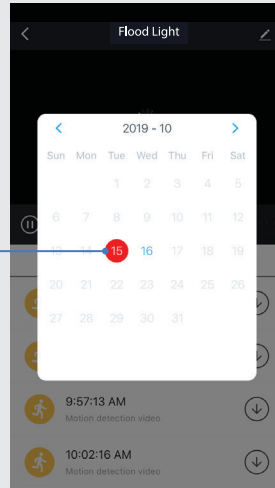 Flood Light
2019 - 10
Sun Mon Tue Wed Thu Fri Sat
1 2 3 4 5
6 7 8 9 10 11 12
13 14 15 16 17 18 19
20 21 22 23 24 25 26
27 28 29 30 31
9:57:13 AM
Motion detection video
10:02:16 AM
Motion detection video